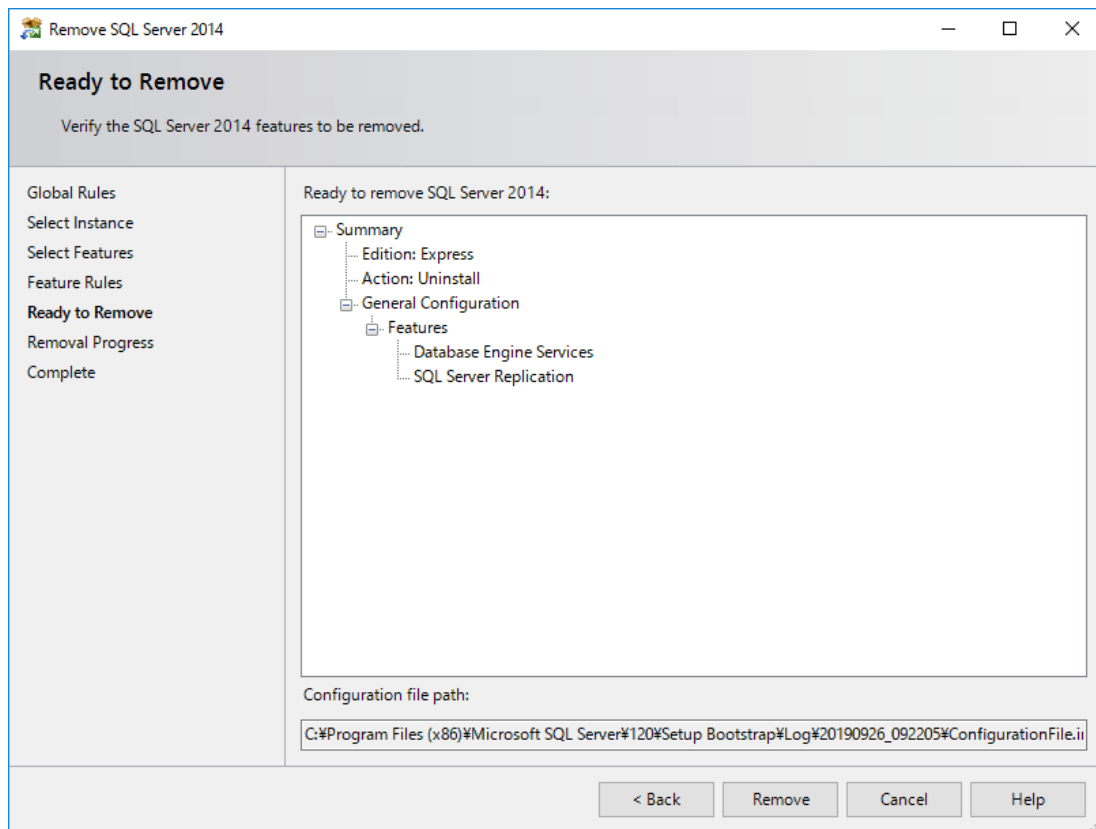 Remove SQL Server 2014
Ready to Remove
Verify the SQL Server 2014 features to be removed.
Global Rules
Select Instance
Select Features
Feature Rules
Ready to Remove
Removal Progress
Complete
Ready to remove SQL Server 2014:
Summary
Edition: Express
Action: Uninstall
General Configuration
Features
Database Engine Services
SQL Server Replication
Configuration file path:
C:¥Program Files (x86)¥Microsoft SQL Server¥120¥Setup Bootstrap¥Log¥20190926_092205¥ConfigurationFile.i
< Back
Remove
Cancel
Help